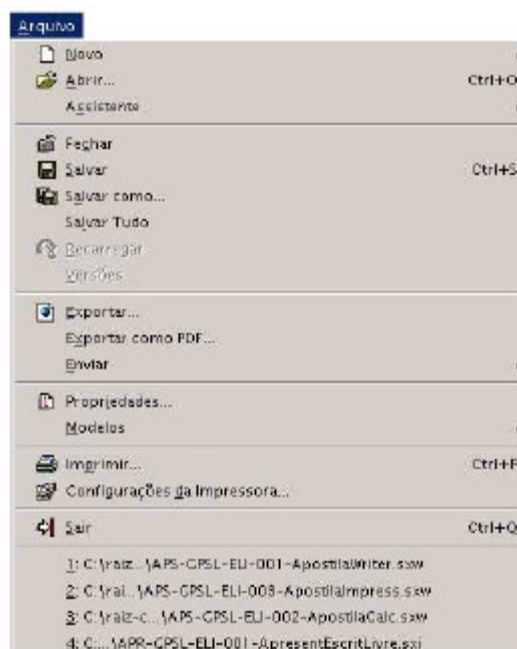 Arquivo
Novo
Abrir... Ctrl+O
Assistente
Fechar
Salvar Ctrl+S
Salvar como...
Salvar Tudo
Recarregar
Versões...
Exportar...
Exportar como PDF...
Enviar
Propriedades...
Modelos
Imprimir... Ctrl+P
Configurações da Impressora...
Sair Ctrl+Q
1: C:\raiz...\APS-GPSL-ELI-001-ApostilaWriter.sxw
2: C:\rai...\APS-GPSL-ELI-003-ApostilaImpress.sxw
3: C:\raiz-c...\APS-GPSL-ELI-002-ApostilaCalc.sxw
4: C:...\APR-GPSL-ELI-001-ApresentEscritLivre.sxi